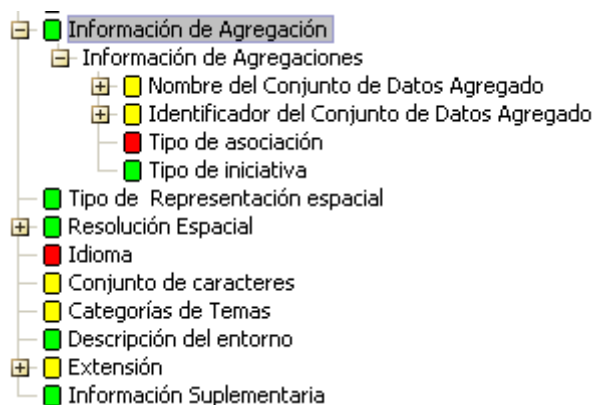 Información de Agregación
Información de Agregaciones
Nombre del Conjunto de Datos Agregado
Identificador del Conjunto de Datos Agregado
Tipo de asociación
Tipo de iniciativa
Tipo de Representación espacial
Resolución Espacial
Idioma
Conjunto de caracteres
Categorías de Temas
Descripción del entorno
Extensión
Información Suplementaria